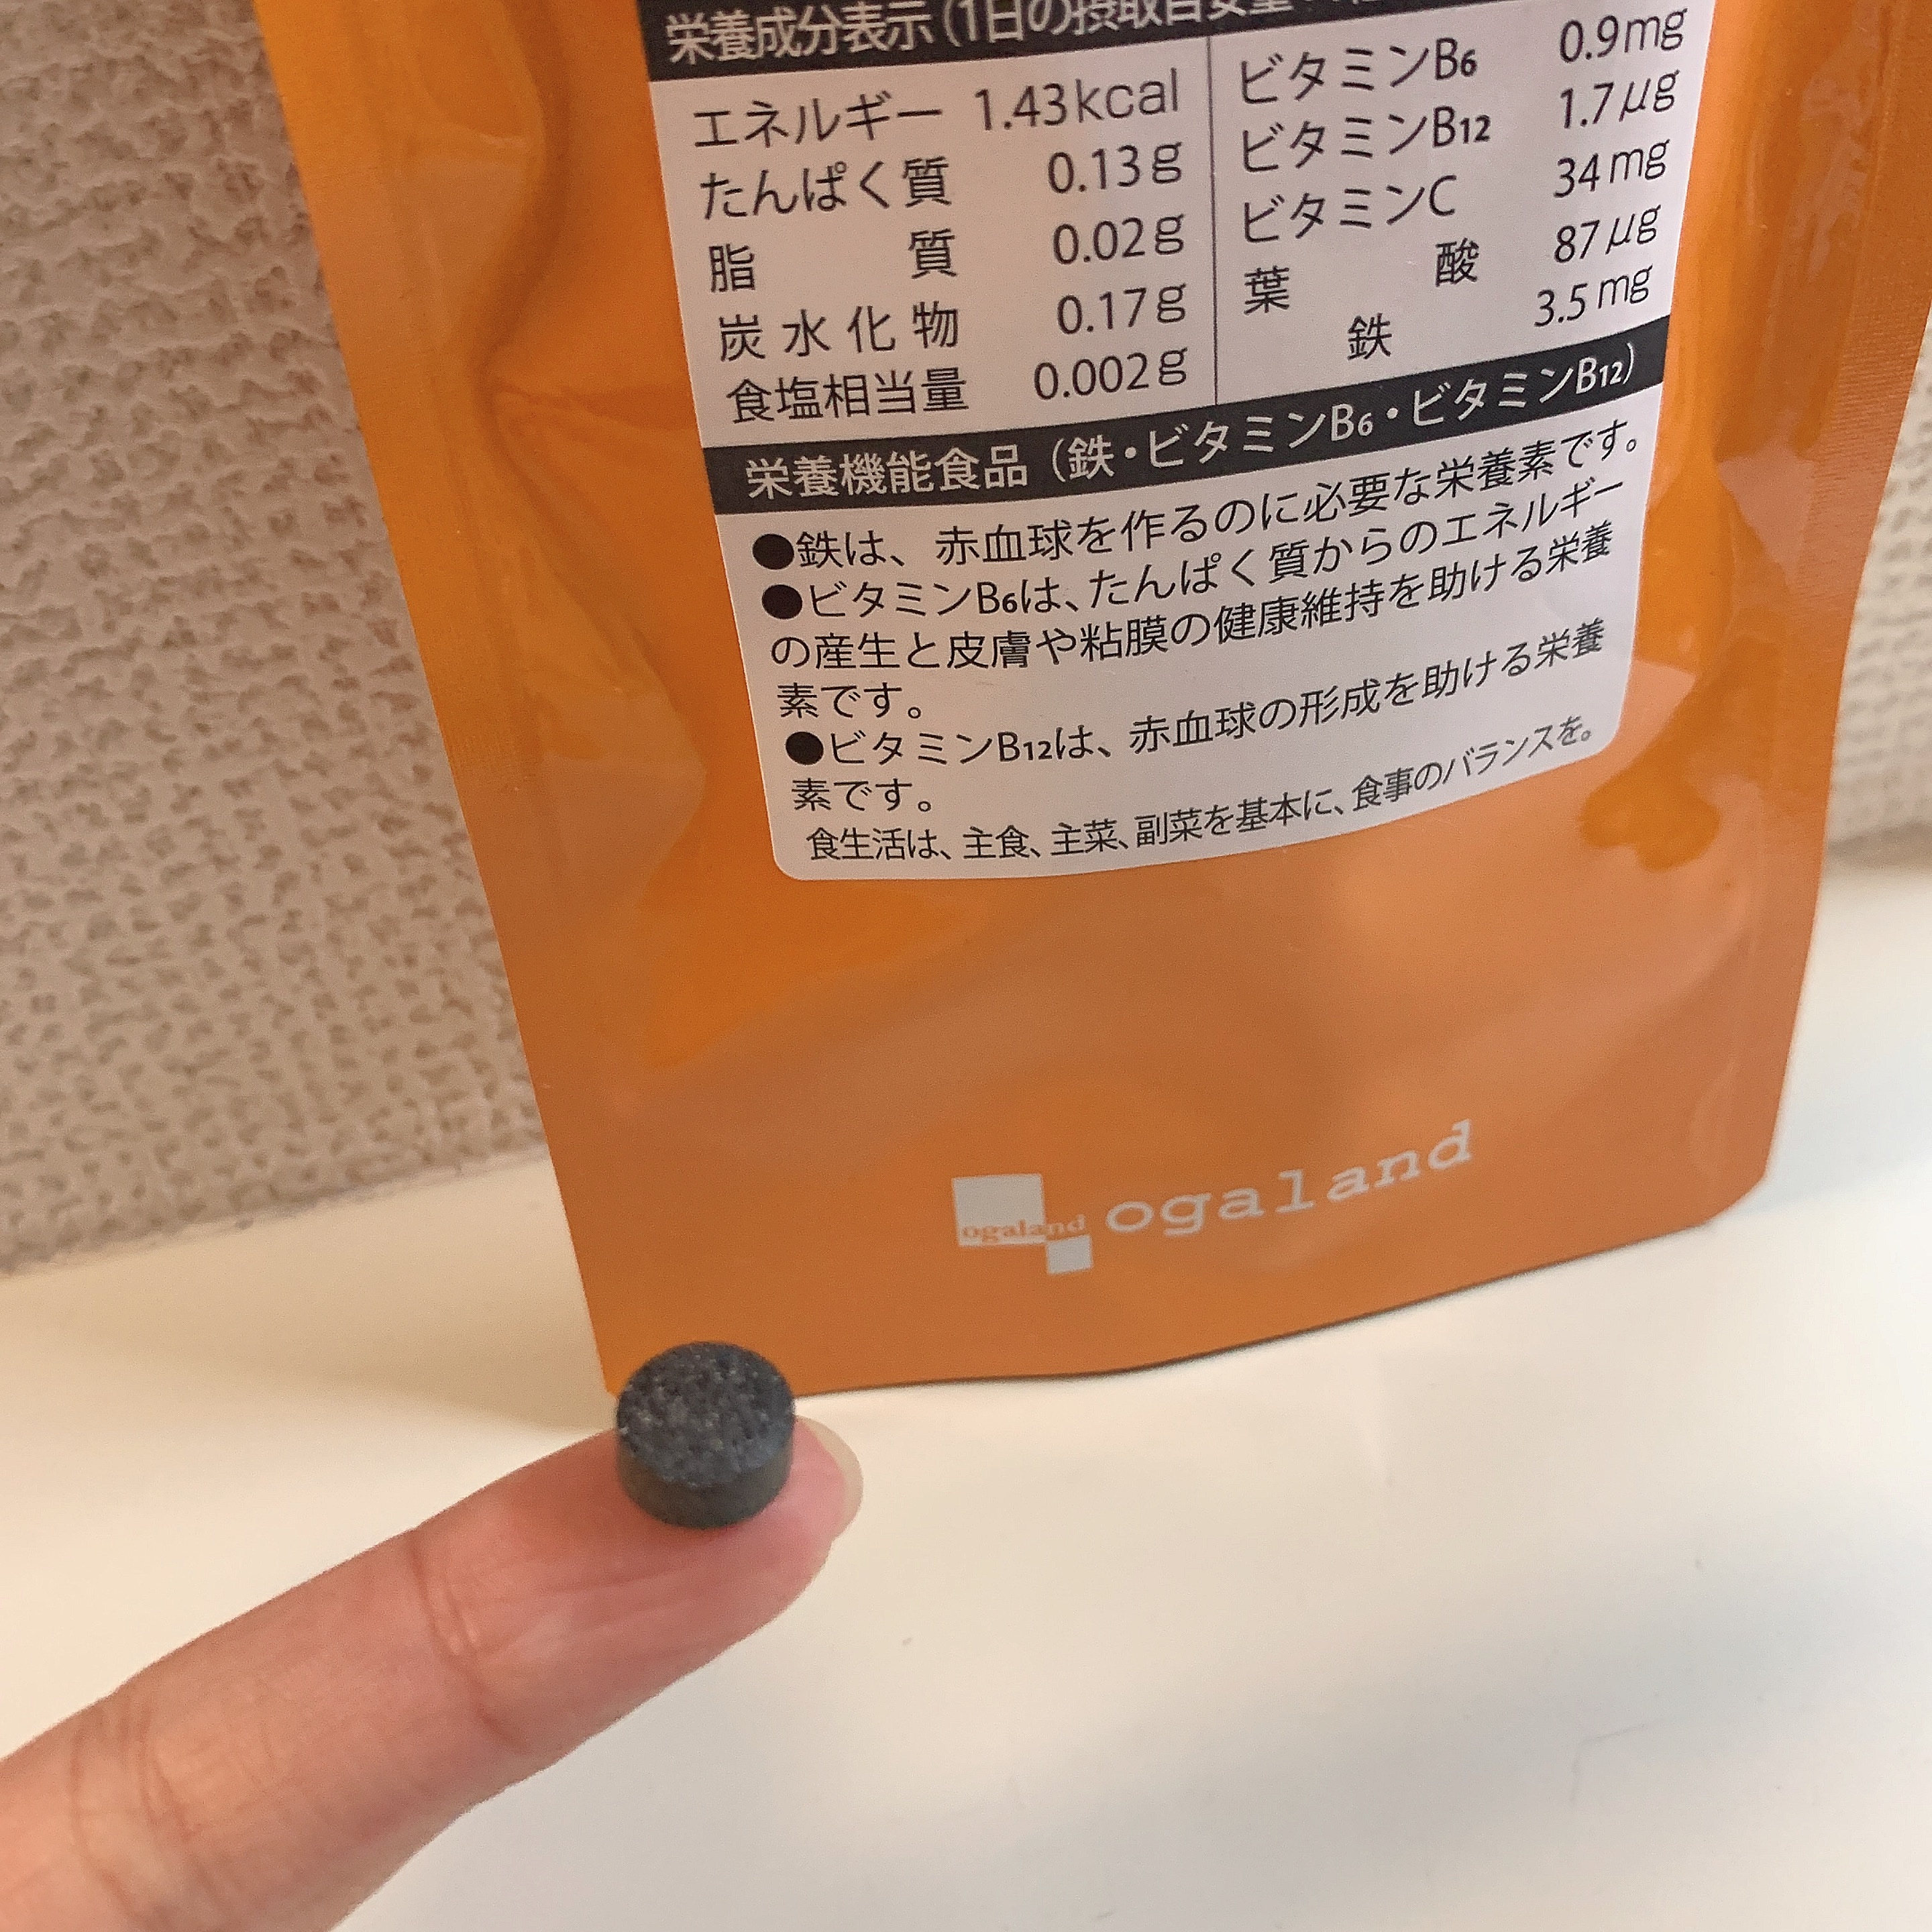 栄養成分表示(1日の摂取目安量
エネルギー 1.43kcal
たんぱく質 0.13g
脂質 0.02g
炭水化物 0.17g
食塩相当量 0.002g
ビタミンB6 0.9mg
ビタミンB12 1.7μg
ビタミンC 34mg
葉酸 87μg
鉄 3.5mg
栄養機能食品(鉄・ビタミンB6・ビタミンB12)
●鉄は、赤血球を作るのに必要な栄養素です。
●ビタミンB6は、たんぱく質からのエネルギー
の産生と皮膚や粘膜の健康維持を助ける栄養
素です。
●ビタミンB12は、赤血球の形成を助ける栄養
素です。
食生活は、主食、主菜、副菜を基本に、食事のバランスを。
ogaland
ogaland